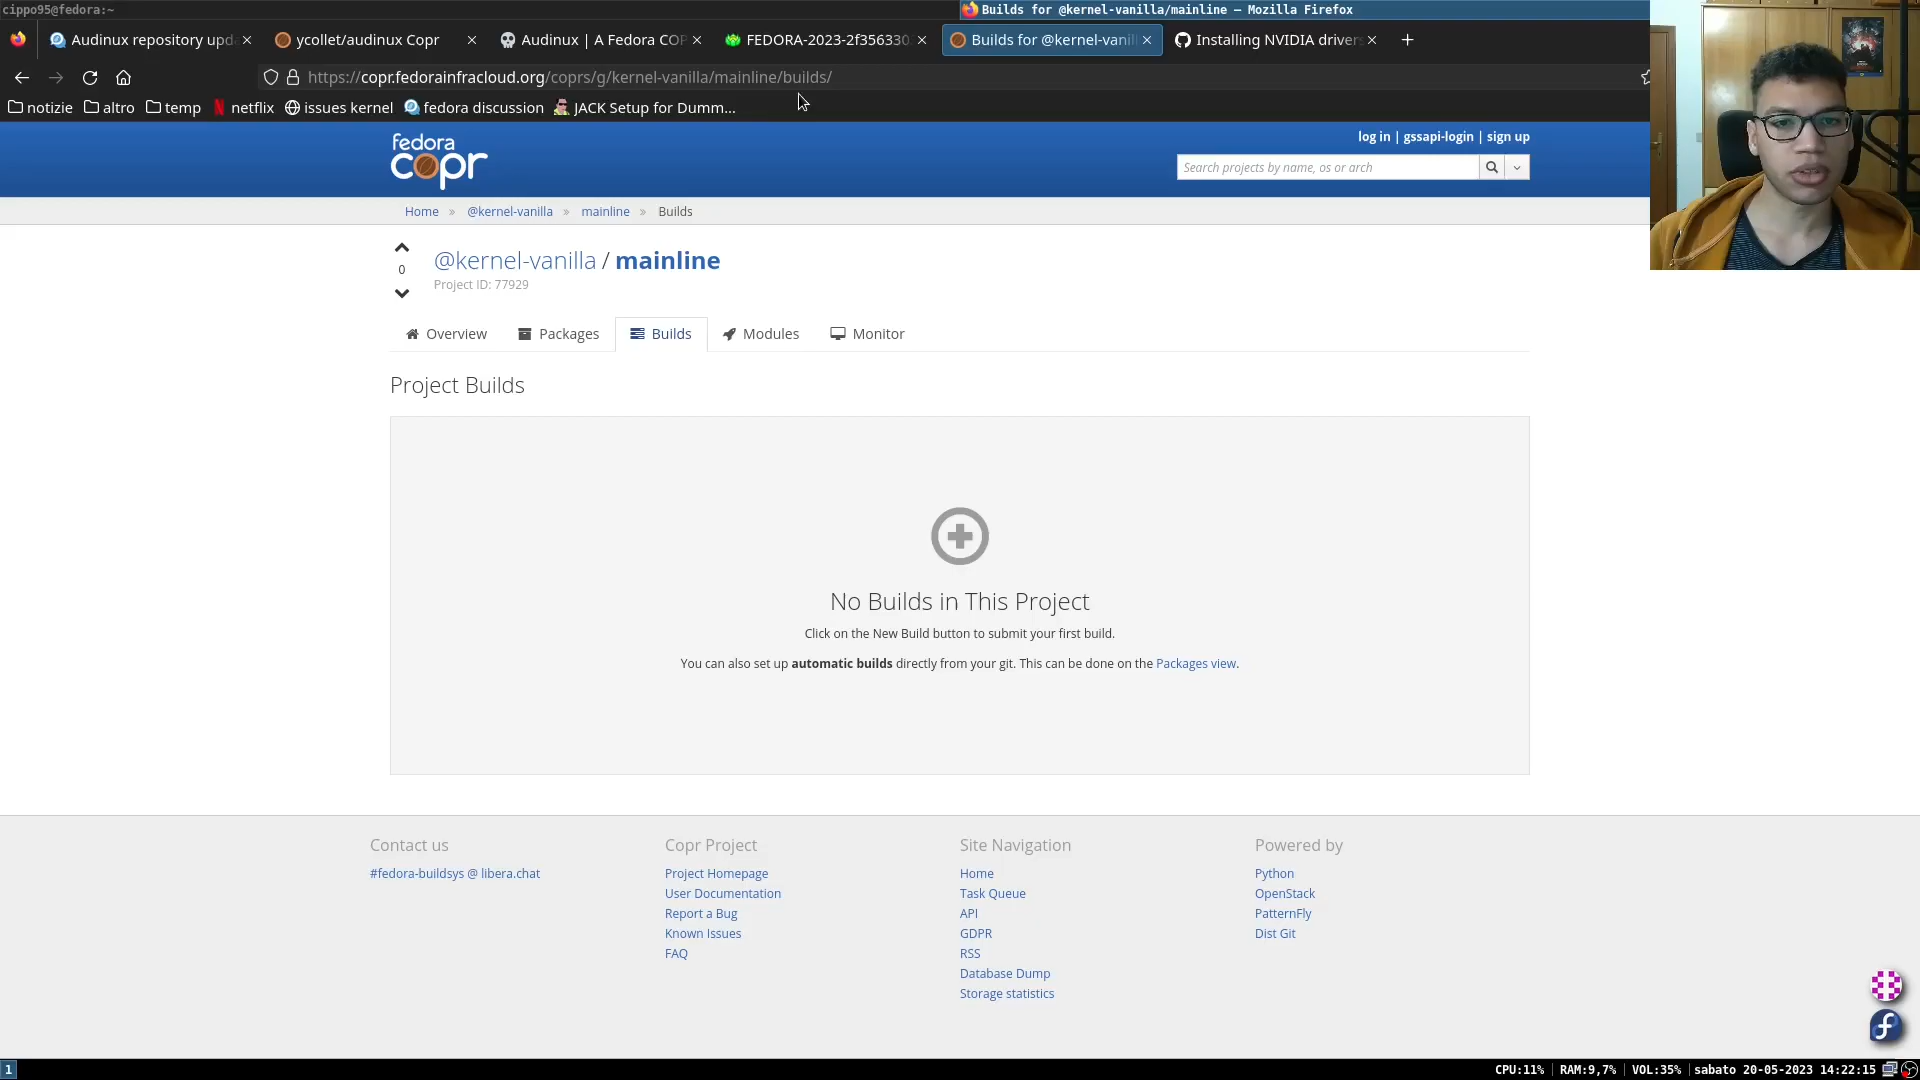 cippo95@fedora:~
Builds for @kernel-vanilla/mainline — Mozilla Firefox
Audinux repository upd
ycollet/audinux Copr
Audinux | A Fedora COP
FEDORA-2023-2f356330
Builds for @kernel-vanil
Installing NVIDIA driver
https://copr.fedorainfracloud.org/coprs/g/kernel-vanilla/mainline/builds/
notizie altro temp netflix issues kernel fedora discussion JACK Setup for Dumm...
fedora
copr
log in | gssapi-login | sign up
Search projects by name, os or arch
Home » @kernel-vanilla » mainline » Builds
0
@kernel-vanilla / mainline
Project ID: 77929
Overview Packages Builds Modules Monitor
Project Builds
No Builds in This Project
Click on the New Build button to submit your first build.
You can also set up automatic builds directly from your git. This can be done on the Packages view.
Contact us
#fedora-buildsys @ libera.chat
Copr Project
Project Homepage
User Documentation
Report a Bug
Known Issues
FAQ
Site Navigation
Home
Task Queue
API
GDPR
RSS
Database Dump
Storage statistics
Powered by
Python
OpenStack
PatternFly
Dist Git
1
CPU:11% RAM:9,7% VOL:35% sabato 20-05-2023 14:22:15